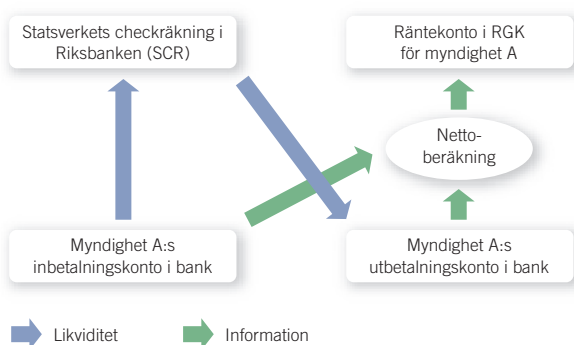 Statsverkets checkräkning i
Riksbanken (SCR)
Räntekonto i RGK
för myndighet A
Netto-
beräkning
Myndighet A:s
inbetalningskonto i bank
Myndighet A:s
utbetalningskonto i bank
Likviditet
Information